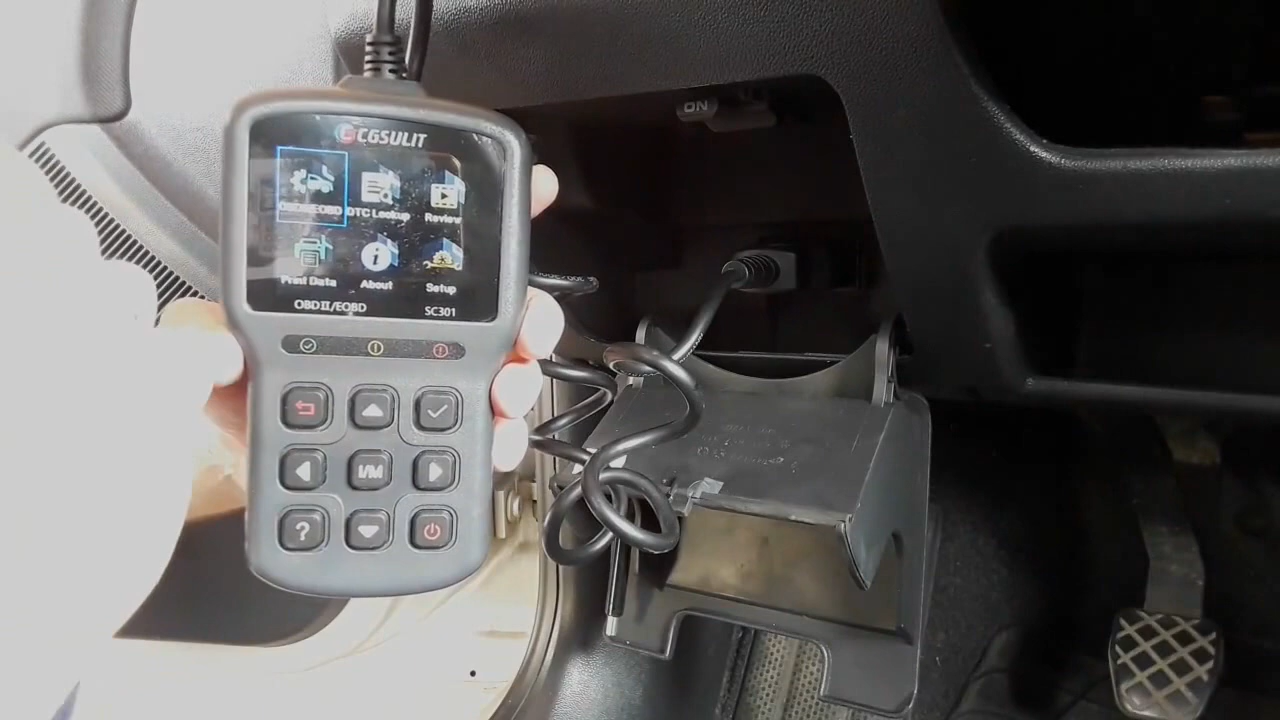 ON
CGSULIT
OBDII/EOBD
DTC Lookup
Review
Print Data
About
Setup
OBD II/EOBD
SC301
I/M
?